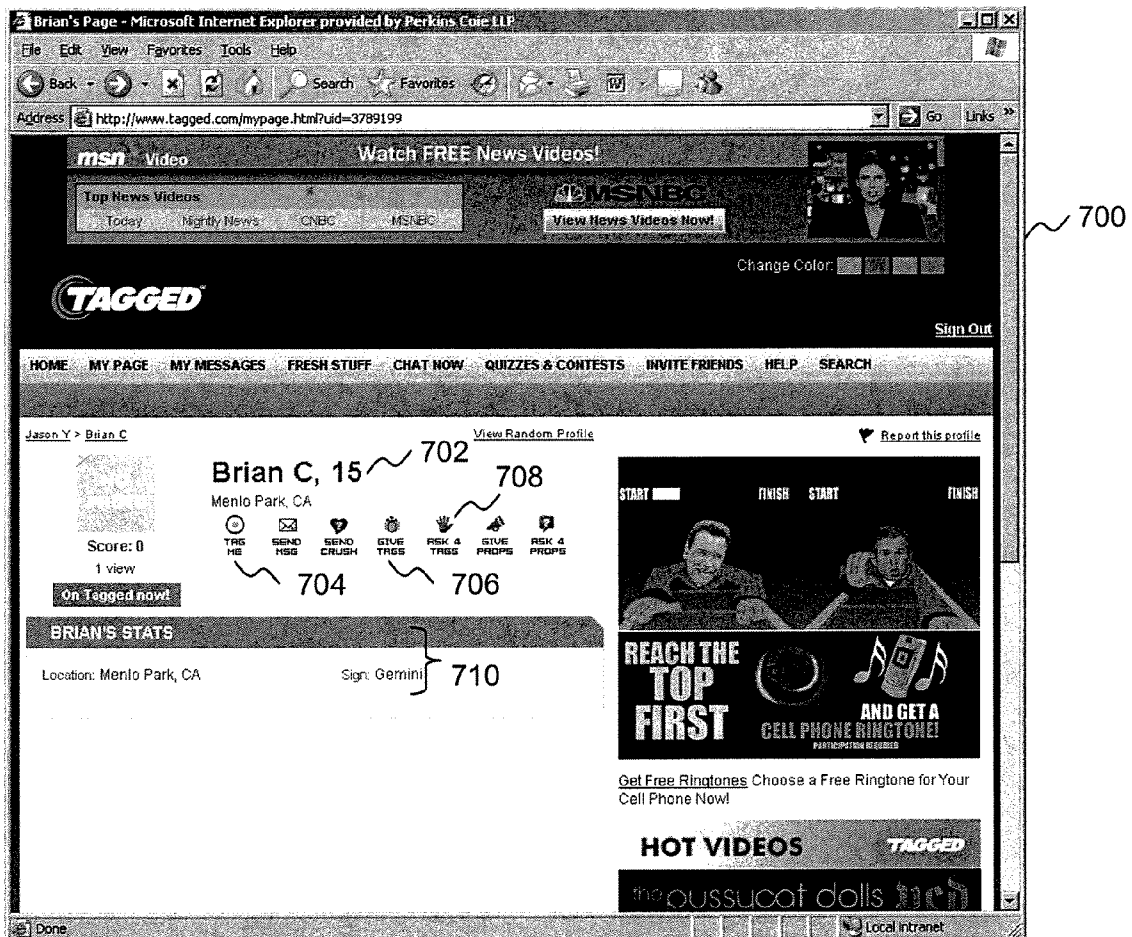 Brian's Page - Microsoft Internet Explorer provided by Perkins Coie LLP
File Edit View Favorites Tools Help
Back Search Favorites
Address http://www.tagged.com/mypage.html?uid=3789199 Go Links »
msn Video Watch FREE News Videos!
Top News Videos
Today Nightly News CNBC MSNBC
MSNBC
View News Videos Now!
700
Change Color:
TAGGED
Sign Out
HOME MY PAGE MY MESSAGES FRESH STUFF CHAT NOW QUIZZES & CONTESTS INVITE FRIENDS HELP SEARCH
Jason Y > Brian C View Random Profile Report this profile
Brian C, 15 702
Menlo Park, CA 708
TAG ME SEND MSG SEND CRUSH GIVE TAGS ASK 4 TAGS GIVE PROPS ASK 4 PROPS
704 706
Score: 0
1 view
On Tagged now!
BRIAN'S STATS
Location: Menlo Park, CA Sign: Gemini 710
START FINISH START FINISH
REACH THE
TOP
FIRST
AND GET A
CELL PHONE RINGTONE!
PARTICIPATION REQUIRED
Get Free Ringtones Choose a Free Ringtone for Your
Cell Phone Now!
HOT VIDEOS TAGGED
the pussycat dolls
Done Local intranet